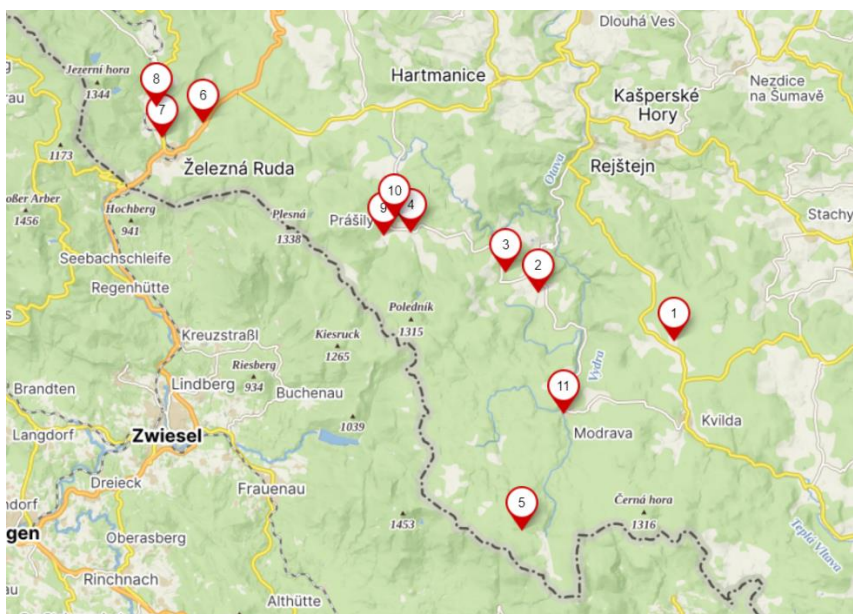 Dlouhá Ves
Jezerní hora
1344
Hartmanice
Nezdice
na Šumavě
Kašperské
Hory
8
6
7
1173
Železná Ruda
Rejštejn
Otava
10
9
4
Prášily
oßer Arber
1456
Hochberg
941
Plesná
1338
Stachy
3
2
Seebachschleife
Regenhütte
Poledník
1315
1
Kreuzstraßl
Kiesruck
1265
Riesberg
934
Vydra
Lindberg
Buchenau
11
Brandten
1039
Kvilda
Langdorf
Zwiesel
Modrava
Dreieck
Frauenau
5
Černá hora
1316
1453
ndorf
gen
Oberasberg
Teplá Vltava
Rinchnach
Althütte